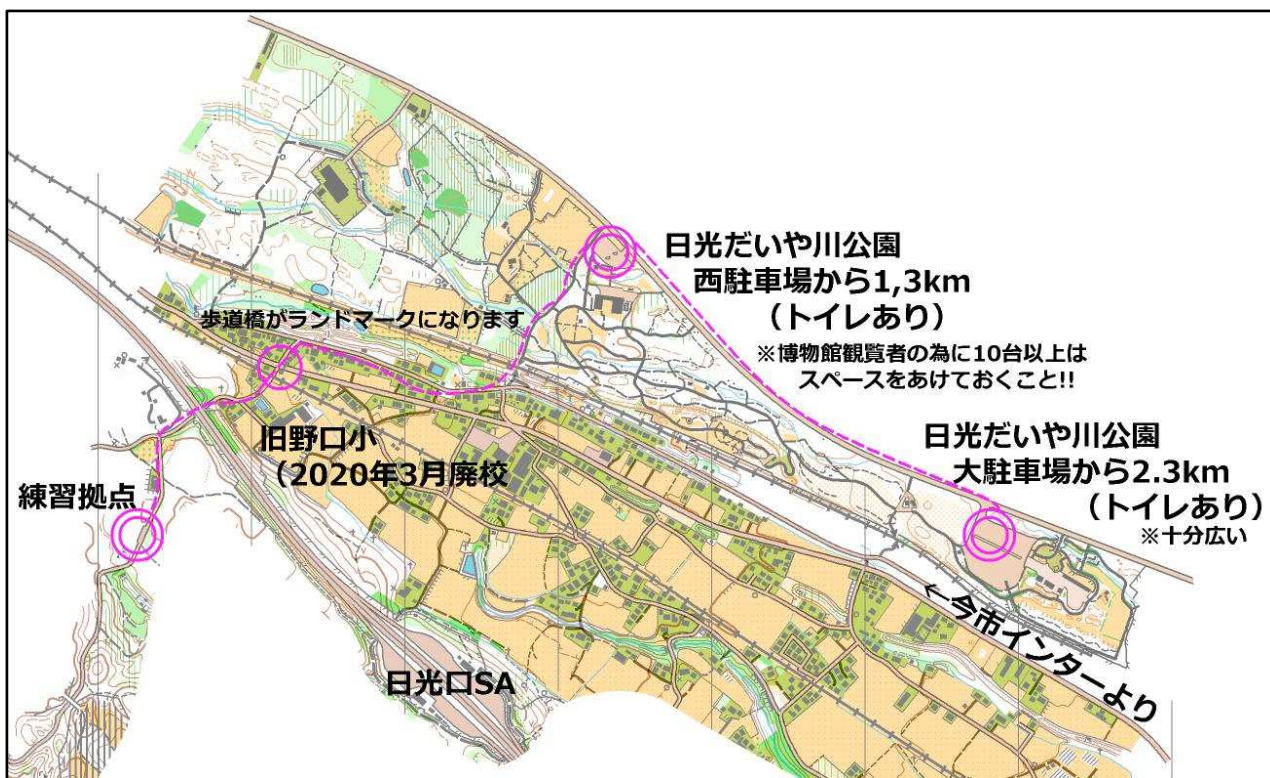 日光だいや川公園
西駐車場から1,3km
（トイレあり）
※博物館観覧者の為に10台以上は
スペースをあけておくこと!!
歩道橋がランドマークになります
旧野口小
（2020年3月廃校
練習拠点
日光だいや川公園
大駐車場から2.3km
（トイレあり）
※十分広い
←今市インターより
日光口SA